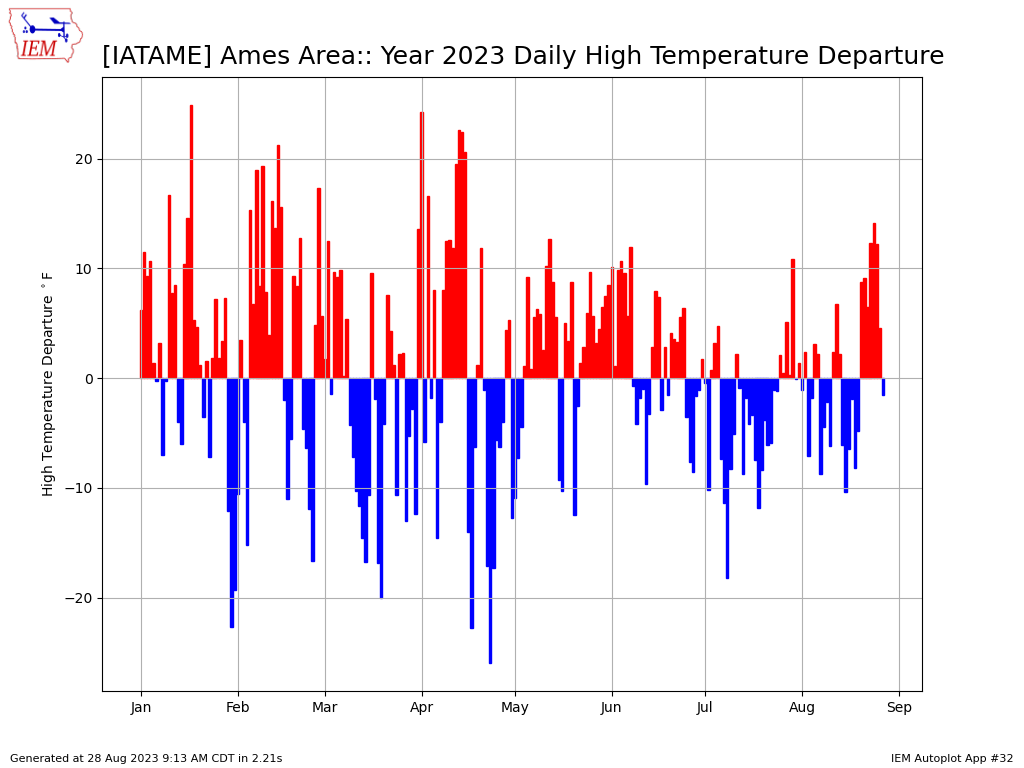 IEM
[IATAME] Ames Area:: Year 2023 Daily High Temperature Departure
High Temperature Departure °F
20
10
0
−10
−20
Jan Feb Mar Apr May Jun Jul Aug Sep
Generated at 28 Aug 2023 9:13 AM CDT in 2.21s
IEM Autoplot App #32